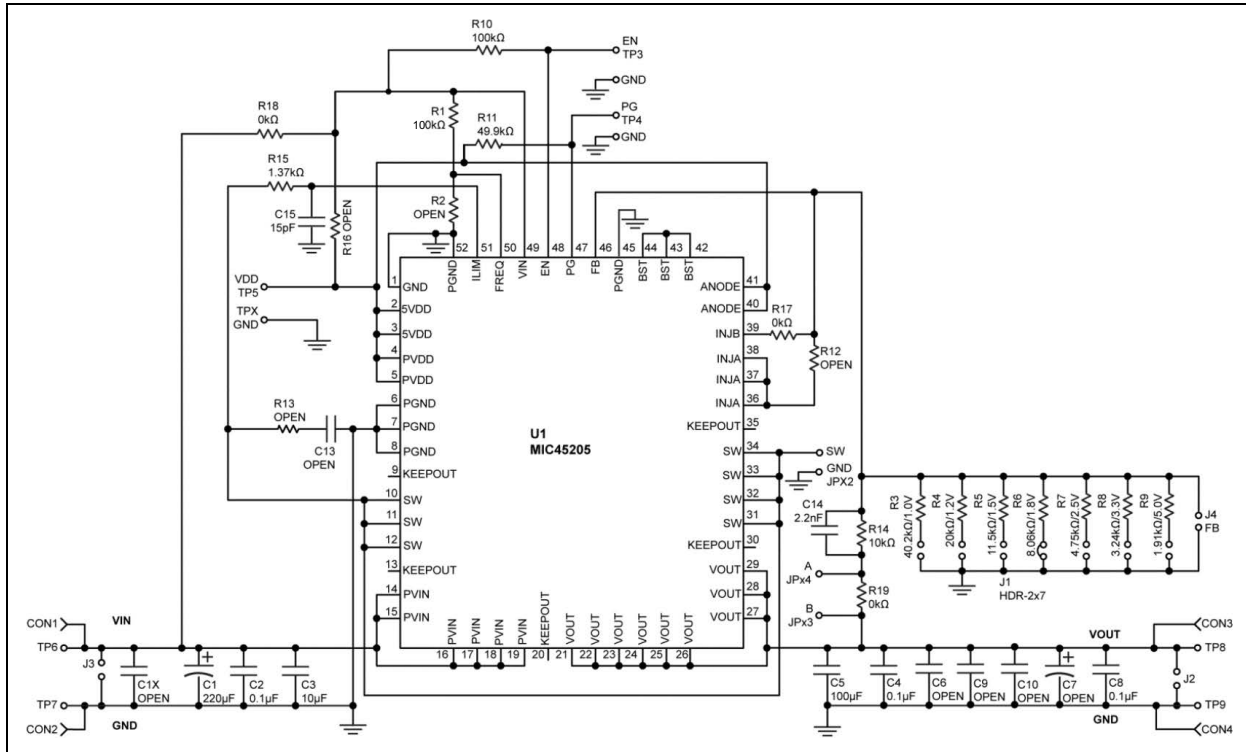 R10
100kΩ
EN
TP3
GND
R18
0kΩ
R1
100kΩ
R11
49.9kΩ
PG
TP4
GND
R15
1.37kΩ
C15
15pF
R16 OPEN
R2
OPEN
52 51 50 49 48 47 46 45 44 43 42
PGND ILIM FREQ VIN EN PG FB PGND BST BST BST
VDD
TP5
TPX
GND
1 GND
2 5VDD
3 5VDD
4 PVDD
5 PVDD
6 PGND
7 PGND
8 PGND
9 KEEPOUT
10 SW
11 SW
12 SW
13 KEEPOUT
14 PVIN
15 PVIN
R13
OPEN
C13
OPEN
U1
MIC45205
ANODE 41
ANODE 40
INJB 39
INJA 38
INJA 37
INJA 36
KEEPOUT 35
SW 34
SW 33
SW 32
SW 31
KEEPOUT 30
VOUT 29
VOUT 28
VOUT 27
R17
0kΩ
R12
OPEN
SW
GND
JPX2
C14
2.2nF
R14
10kΩ
A
JPx4
R19
0kΩ
B
JPx3
R3
40.2kΩ/1.0V
R4
20kΩ/1.2V
R5
11.5kΩ/1.5V
R6
8.06kΩ/1.8V
R7
4.75kΩ/2.5V
R8
3.24kΩ/3.3V
R9
1.91kΩ/5.0V
J4
FB
J1
HDR-2x7
PVIN PVIN PVIN PVIN KEEPOUT VOUT VOUT VOUT VOUT VOUT VOUT
16 17 18 19 20 21 22 23 24 25 26
CON1
VIN
TP6
J3
C1X
OPEN
C1
220µF
C2
0.1µF
C3
10µF
TP7
GND
CON2
CON3
VOUT
TP8
C5
100µF
C4
0.1µF
C6
OPEN
C9
OPEN
C10
OPEN
C7
OPEN
C8
0.1µF
J2
GND
TP9
CON4